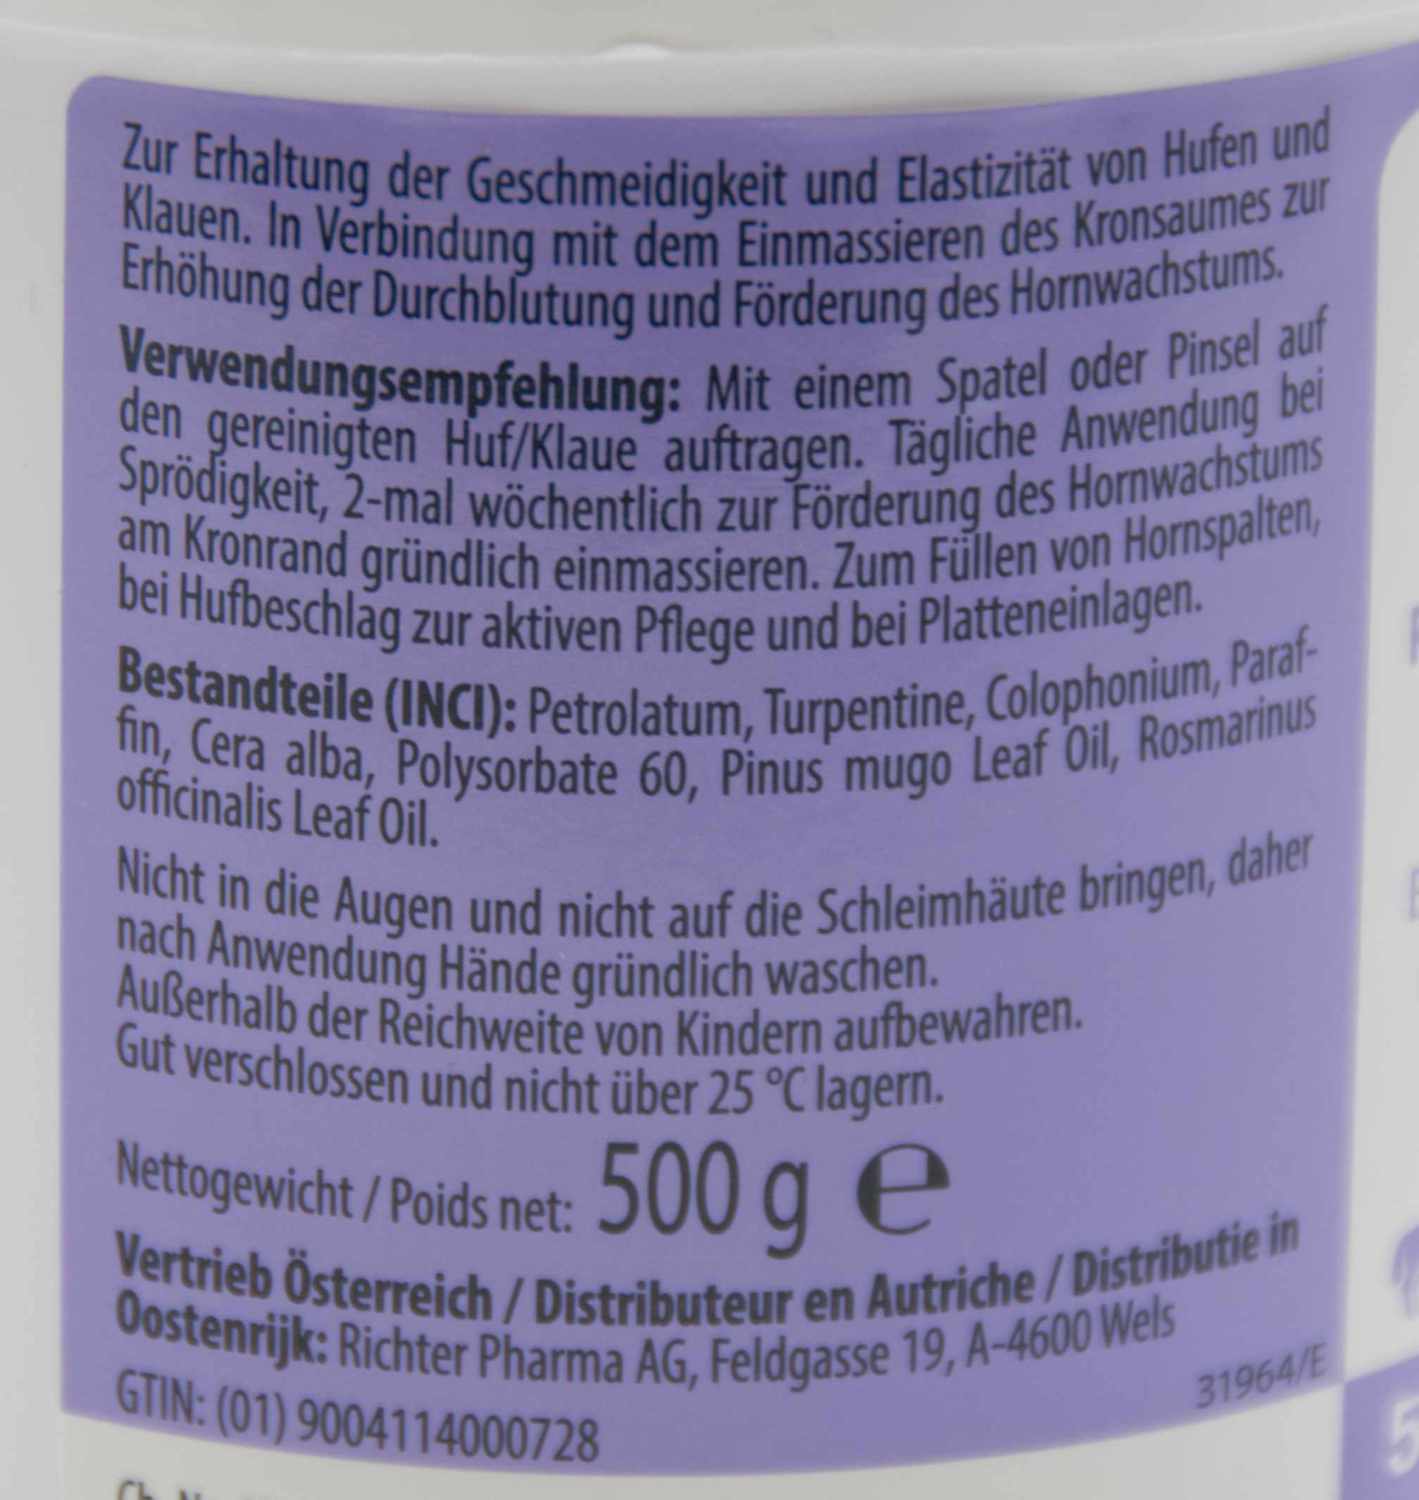 Zur Erhaltung der Geschmeidigkeit und Elastizität von Hufen und
Klauen. In Verbindung mit dem Einmassieren des Kronsaumes zur
Erhöhung der Durchblutung und Förderung des Hornwachstums.
Verwendungsempfehlung: Mit einem Spatel oder Pinsel auf
den gereinigten Huf/Klaue auftragen. Tägliche Anwendung bei
Sprödigkeit, 2-mal wöchentlich zur Förderung des Hornwachstums
am Kronrand gründlich einmassieren. Zum Füllen von Hornspalten,
bei Hufbeschlag zur aktiven Pflege und bei Platteneinlagen.
Bestandteile (INCI): Petrolatum, Turpentine, Colophonium, Paraf-
fin, Cera alba, Polysorbate 60, Pinus mugo Leaf Oil, Rosmarinus
officinalis Leaf Oil.
Nicht in die Augen und nicht auf die Schleimhäute bringen, daher
nach Anwendung Hände gründlich waschen.
Außerhalb der Reichweite von Kindern aufbewahren.
Gut verschlossen und nicht über 25 °C lagern.
Nettogewicht / Poids net: 500 g ℮
Vertrieb Österreich / Distributeur en Autriche / Distributie in
Oostenrijk: Richter Pharma AG, Feldgasse 19, A-4600 Wels
31964/E
GTIN: (01) 9004114000728
5